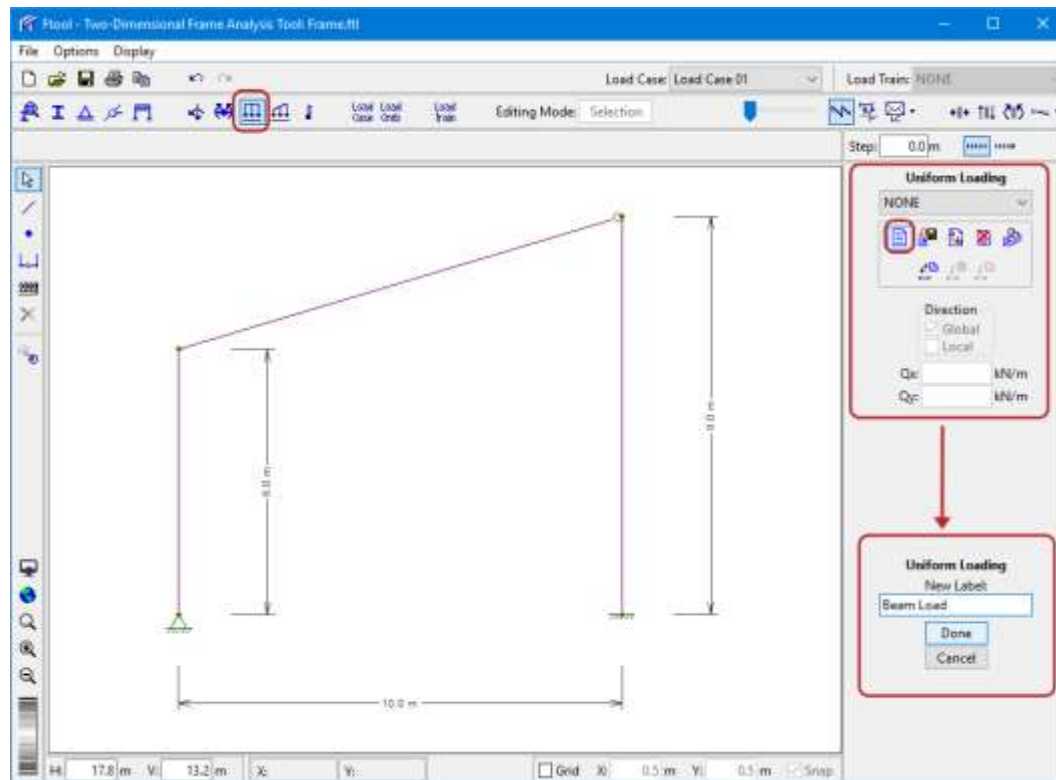 Ftool - Two-Dimensional Frame Analysis Tool: Frame.ftl
File Options Display
Load Case: Load Case 01 Load Train: NONE
Load Case Load Cmb Load Train Editing Mode: Selection
Step: 0.0 m
Uniform Loading
NONE
Direction
Global
Local
Qx: kN/m
Qy: kN/m
6.0 m
9.0 m
10.0 m
Uniform Loading
New Label:
Beam Load
Done
Cancel
H: 17.8 m V: 13.2 m X: Y: Grid X: 0.5 m Y: 0.5 m Snap